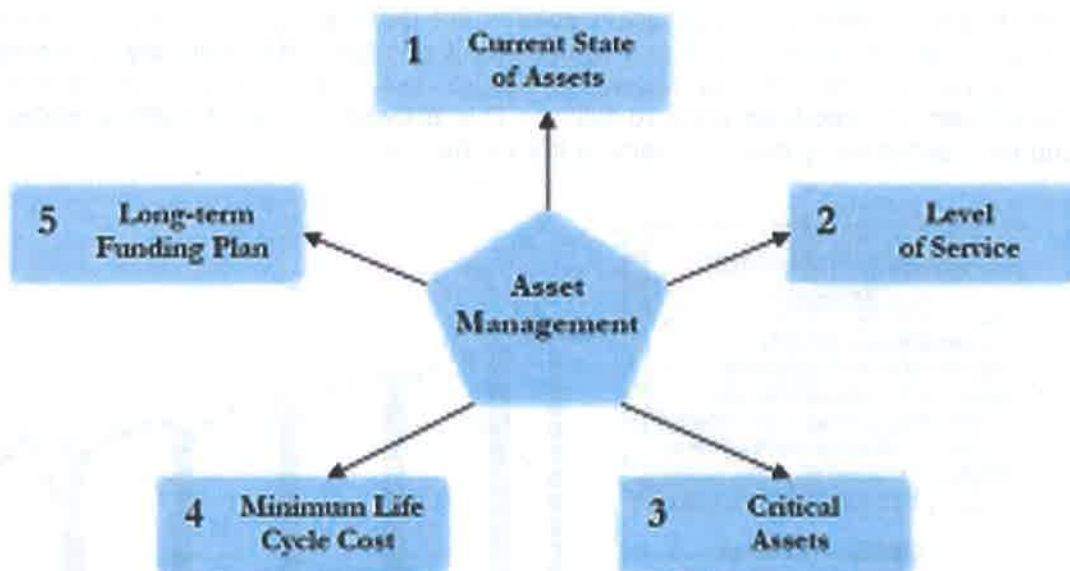 1
Current State
of Assets
5
Long-term
Funding Plan
2
Level
of Service
Asset
Management
4
Minimum Life
Cycle Cost
3
Critical
Assets